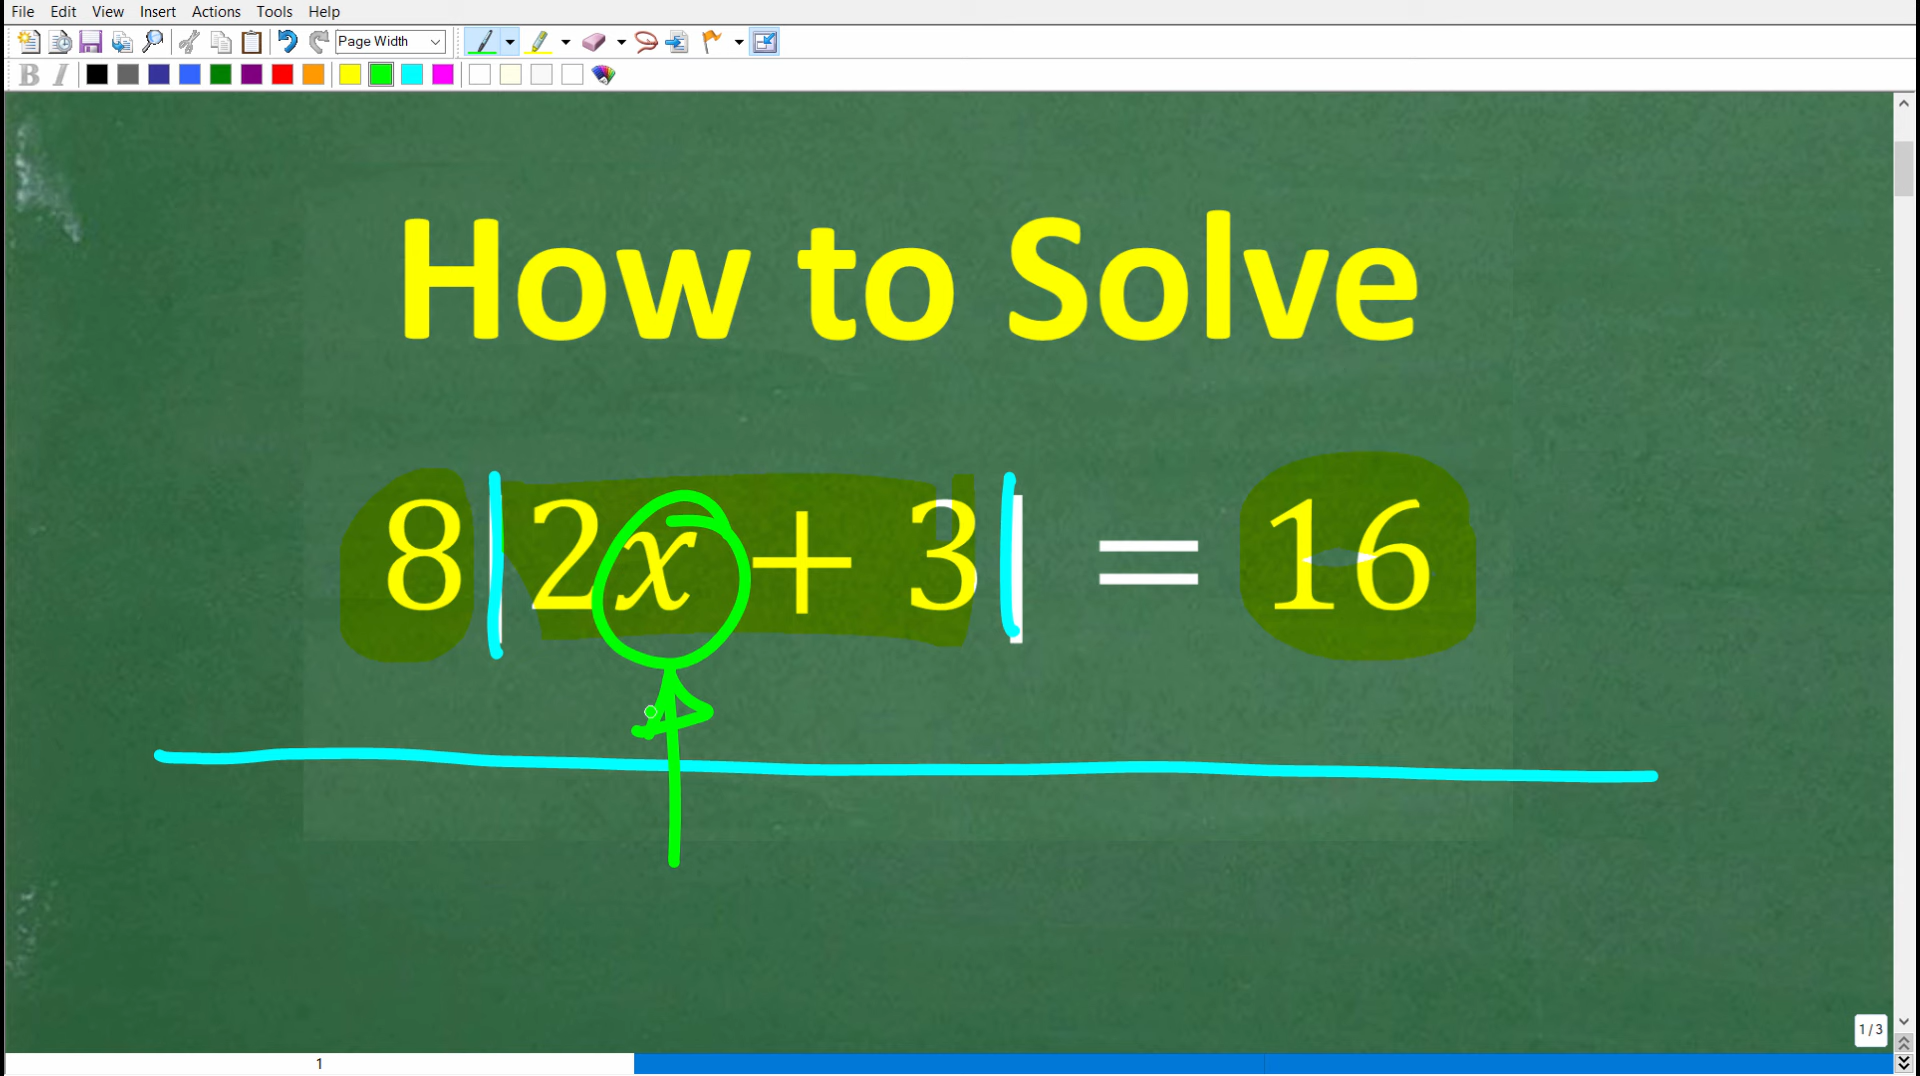 File Edit View Insert Actions Tools Help
Page Width
B I
How to Solve
8|2x + 3| = 16
1 / 3
1